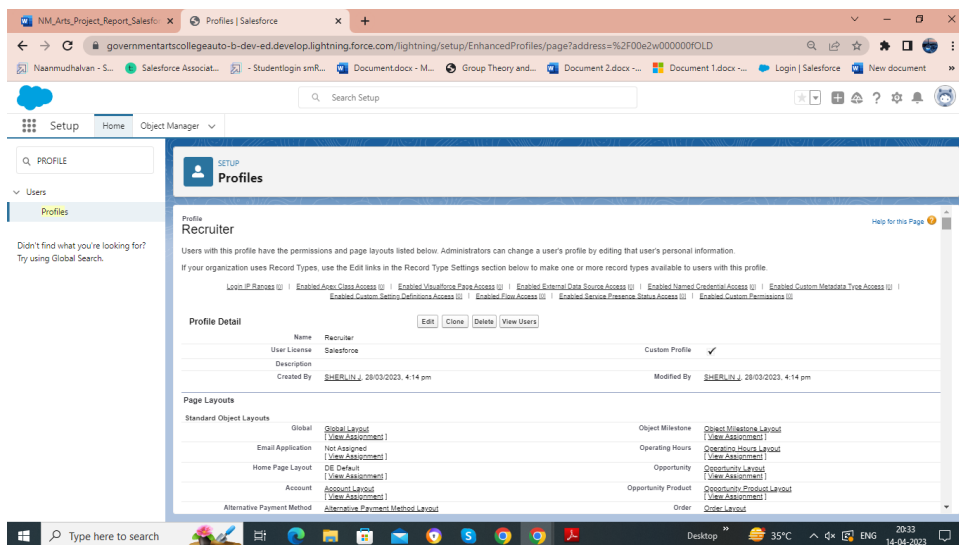 NM_Arts_Project_Report_Salesfo
Profiles | Salesforce
governmentartscollegeauto-b-dev-ed.develop.lightning.force.com/lightning/setup/EnhancedProfiles/page?address=%2F00e2w000000fOLD
Naanmudhalvan - S...
Salesforce Associat...
- Studentlogin smR...
Document.docx - M...
Group Theory and...
Document 2.docx -...
Document 1.docx -...
Login | Salesforce
New document
»
Search Setup
Setup
Home
Object Manager
PROFILE
Users
Profiles
Didn't find what you're looking for?
Try using Global Search.
SETUP
Profiles
Profile
Recruiter
Help for this Page
Users with this profile have the permissions and page layouts listed below. Administrators can change a user's profile by editing that user's personal information.
If your organization uses Record Types, use the Edit links in the Record Type Settings section below to make one or more record types available to users with this profile.
Login IP Ranges [0] | Enabled Apex Class Access [0] | Enabled Visualforce Page Access [0] | Enabled External Data Source Access [0] | Enabled Named Credential Access [0] | Enabled Custom Metadata Type Access [0] |
Enabled Custom Setting Definitions Access [0] | Enabled Flow Access [0] | Enabled Service Presence Status Access [0] | Enabled Custom Permissions [0]
Profile Detail
Edit Clone Delete View Users
Name Recruiter
User License Salesforce Custom Profile ✓
Description
Created By SHERLIN J, 28/03/2023, 4:14 pm Modified By SHERLIN J, 28/03/2023, 4:14 pm
Page Layouts
Standard Object Layouts
Global Global Layout Object Milestone Object Milestone Layout
[ View Assignment ] [ View Assignment ]
Email Application Not Assigned Operating Hours Operating Hours Layout
[ View Assignment ] [ View Assignment ]
Home Page Layout DE Default Opportunity Opportunity Layout
[ View Assignment ] [ View Assignment ]
Account Account Layout Opportunity Product Opportunity Product Layout
[ View Assignment ] [ View Assignment ]
Alternative Payment Method Alternative Payment Method Layout Order Order Layout
Type here to search
Desktop
»
35°C
ENG
20:33
14-04-2023